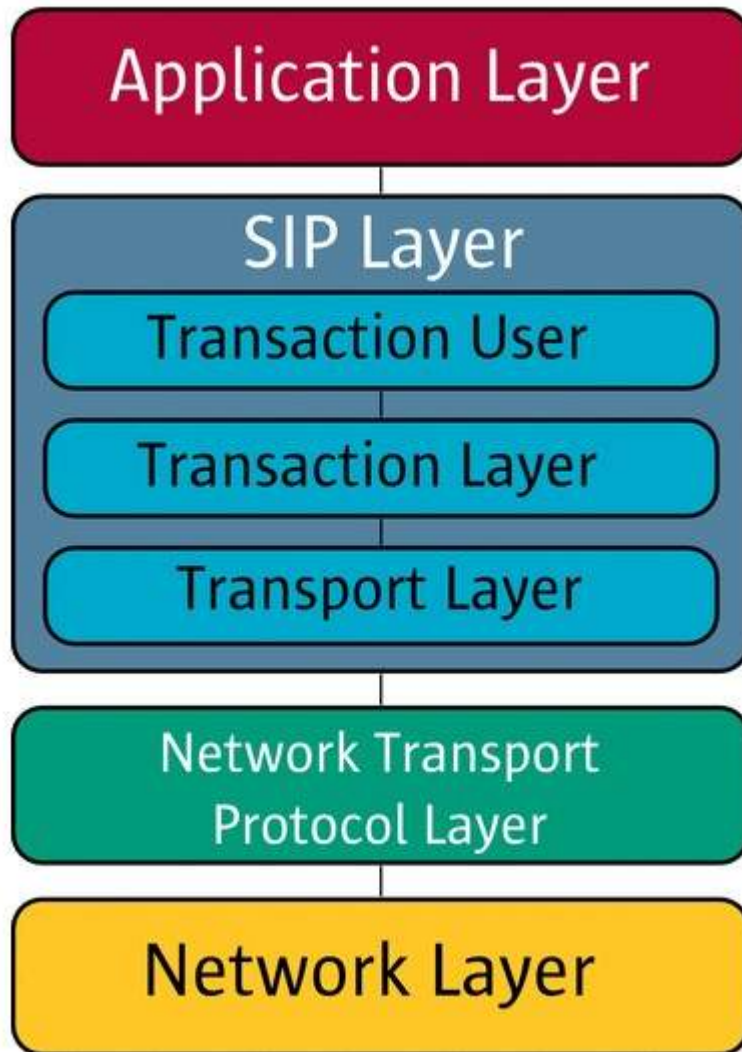 Application Layer
SIP Layer
Transaction User
Transaction Layer
Transport Layer
Network Transport
Protocol Layer
Network Layer